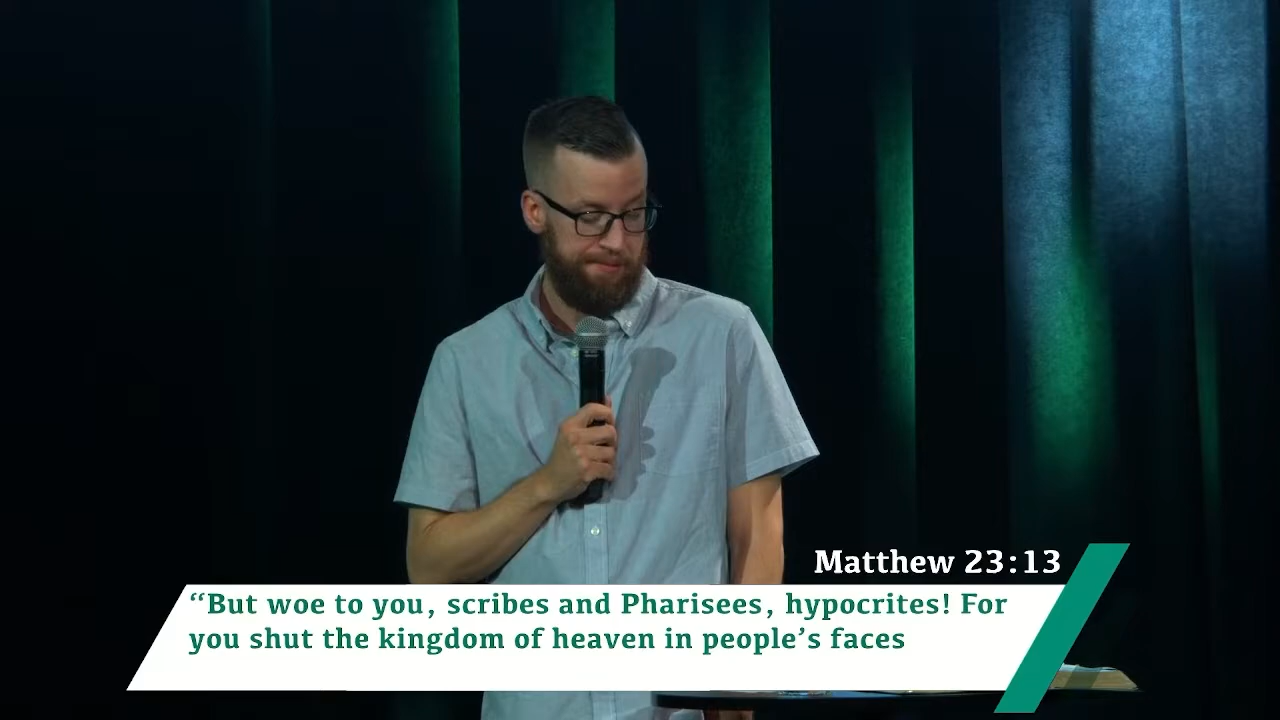 Matthew 23:13
“But woe to you, scribes and Pharisees, hypocrites! For
you shut the kingdom of heaven in people’s faces